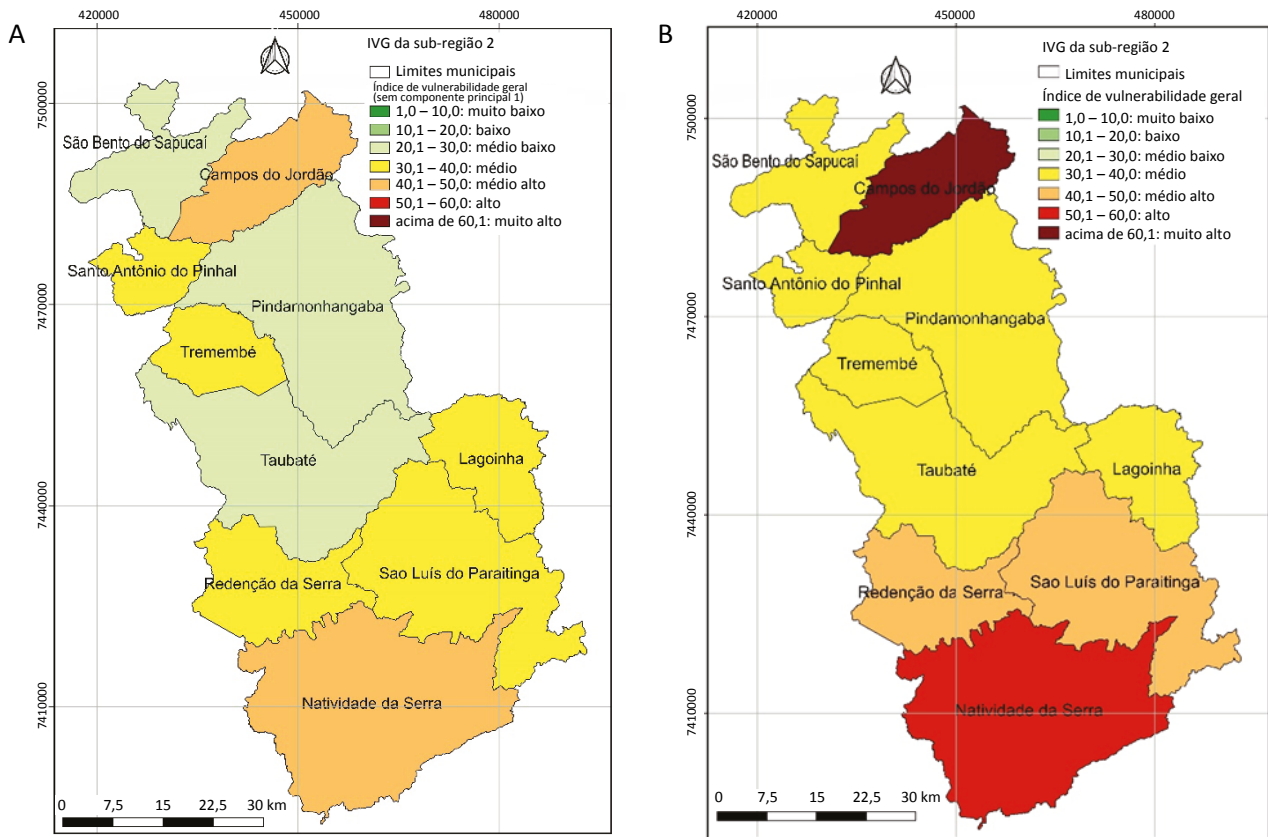 A
420000
450000
480000
7500000
7470000
7440000
7410000
IVG da sub-região 2
Limites municipais
Índice de vulnerabilidade geral
(sem componente principal 1)
1,0 – 10,0: muito baixo
10,1 – 20,0: baixo
20,1 – 30,0: médio baixo
30,1 – 40,0: médio
40,1 – 50,0: médio alto
50,1 – 60,0: alto
acima de 60,1: muito alto
São Bento do Sapucaí
Campos do Jordão
Santo Antônio do Pinhal
Pindamonhangaba
Tremembé
Taubaté
Lagoinha
Redenção da Serra
Sao Luís do Paraitinga
Natividade da Serra
0 7,5 15 22,5 30 km
B
420000
450000
480000
7500000
7470000
7440000
7410000
IVG da sub-região 2
Limites municipais
Índice de vulnerabilidade geral
1,0 – 10,0: muito baixo
10,1 – 20,0: baixo
20,1 – 30,0: médio baixo
30,1 – 40,0: médio
40,1 – 50,0: médio alto
50,1 – 60,0: alto
acima de 60,1: muito alto
São Bento do Sapucaí
Campos do Jordão
Santo Antônio do Pinhal
Pindamonhangaba
Tremembé
Taubaté
Lagoinha
Redenção da Serra
Sao Luís do Paraitinga
Natividade da Serra
0 7,5 15 22,5 30 km